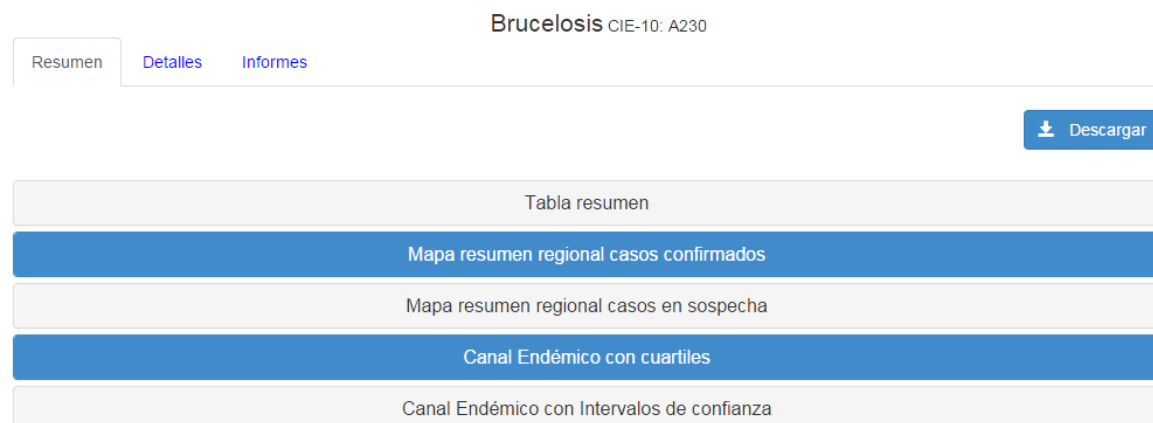 Brucelosis CIE-10: A230
Resumen Detalles Informes
Descargar
Tabla resumen
Mapa resumen regional casos confirmados
Mapa resumen regional casos en sospecha
Canal Endémico con cuartiles
Canal Endémico con Intervalos de confianza